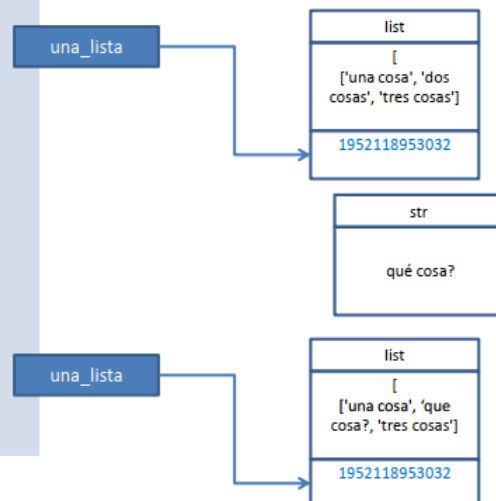 una_lista
list
[
['una cosa', 'dos
cosas', 'tres cosas']
1952118953032
str
qué cosa?
una_lista
list
[
['una cosa', ‘que
cosa?, 'tres cosas']
1952118953032